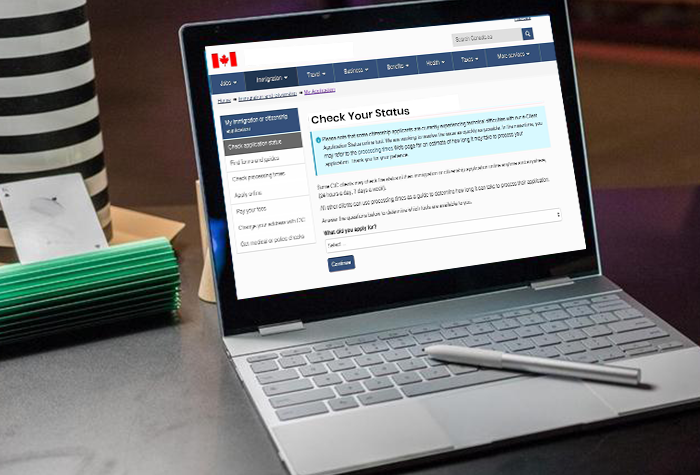 Search Canada.ca
Jobs
Immigration
Travel
Business
Benefits
Health
Taxes
More services
Home → Immigration and citizenship → My Application
My immigration or citizenship
application
Check application status
Find forms and guides
Check processing times
Apply online
Pay your fees
Change your address with CIC
Get medical or police checks
Check Your Status
Please note that some citizenship applicants are currently experiencing technical difficulties with our Client
Application Status online tool. We are working to resolve the issue as quickly as possible. In the meantime, you
may refer to the processing times tools page for an estimate of how long it may take to process your
application. Thank you for your patience.
Some CIC clients may check the status of their immigration or citizenship application online anytime and anywhere,
(24 hours a day, 7 days a week).
All other clients can use processing times as a guide to determine how long it can take to process their application.
Answer the questions below to determine which tools are available to you.
What did you apply for?
Select ...
Continue